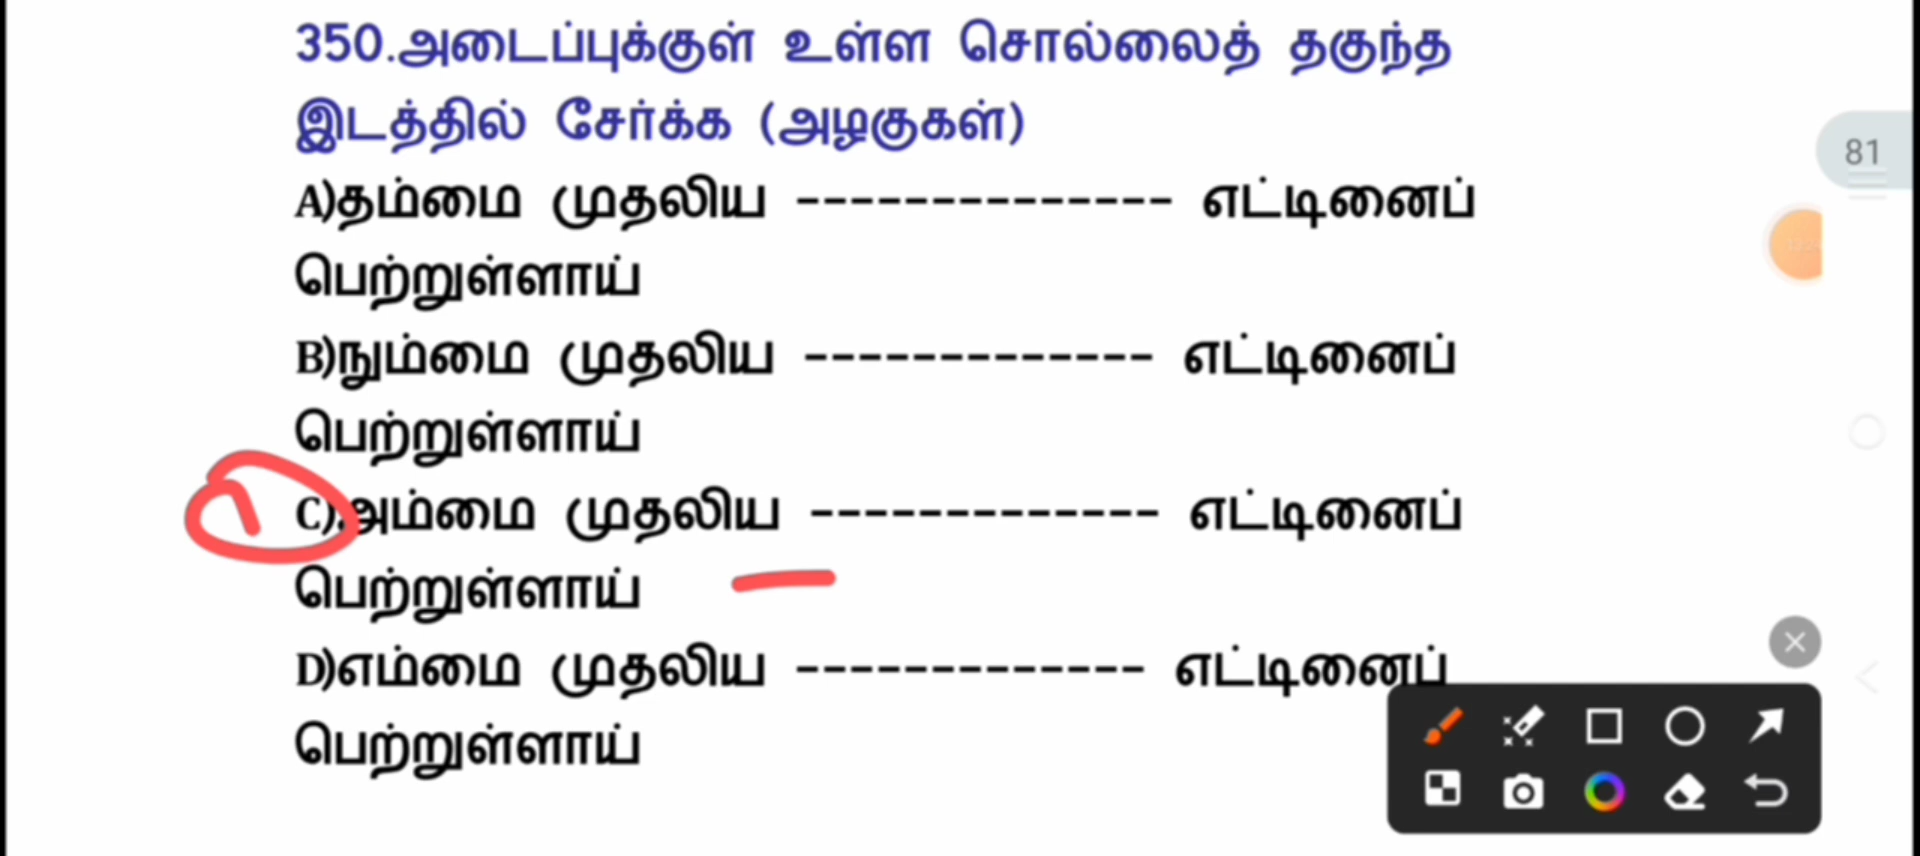 350.அடைப்புக்குள் உள்ள சொல்லைத் தகுந்த
இடத்தில் சேர்க்க (அழகுகள்)
A)தம்மை முதலிய -------------- எட்டினைப்
பெற்றுள்ளாய்
B)நும்மை முதலிய ------------- எட்டினைப்
பெற்றுள்ளாய்
C)அம்மை முதலிய ------------- எட்டினைப்
பெற்றுள்ளாய்
D)எம்மை முதலிய ------------- எட்டினைப்
பெற்றுள்ளாய்
81